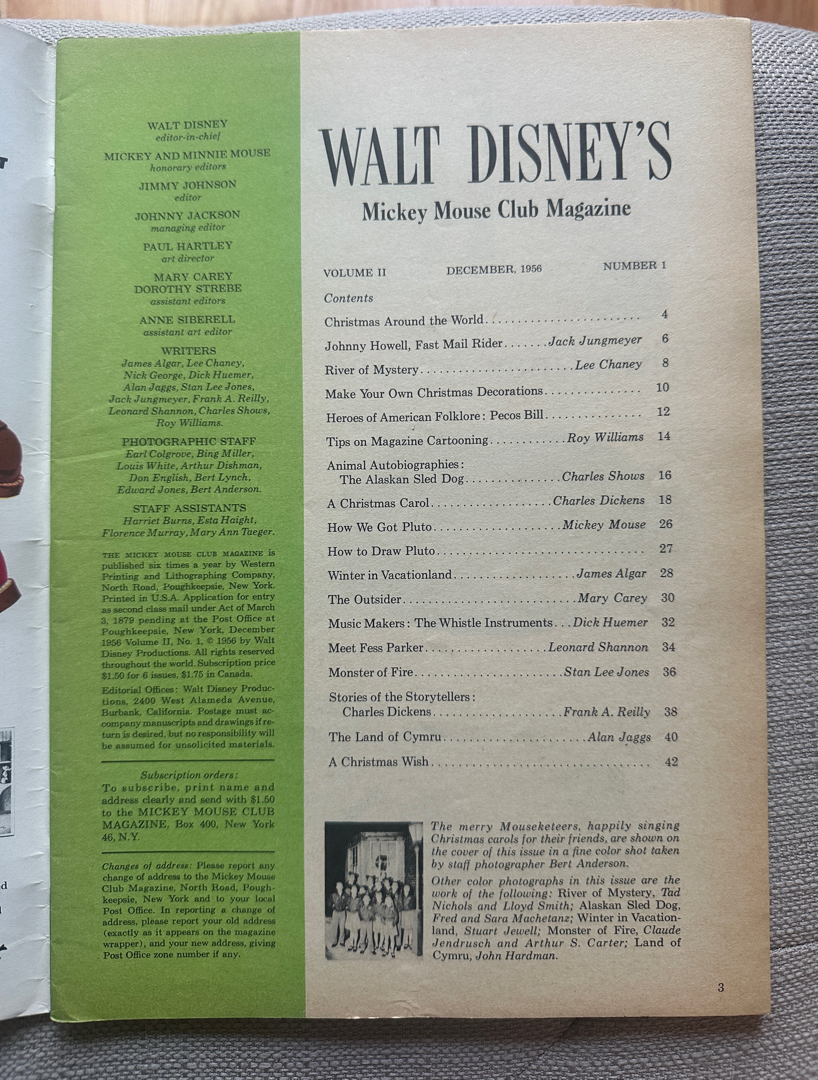 WALT DISNEY
editor-in-chief
MICKEY AND MINNIE MOUSE
honorary editors
JIMMY JOHNSON
editor
JOHNNY JACKSON
managing editor
PAUL HARTLEY
art director
MARY CAREY
DOROTHY STREBE
assistant editors
ANNE SIBERELL
assistant art editor
WRITERS
James Algar, Lee Chaney,
Nick George, Dick Huemer,
Alan Jaggs, Stan Lee Jones,
Jack Jungmeyer, Frank A. Reilly,
Leonard Shannon, Charles Shows,
Roy Williams.
PHOTOGRAPHIC STAFF
Earl Colgrove, Bing Miller,
Louis White, Arthur Dishman,
Don English, Bert Lynch,
Edward Jones, Bert Anderson.
STAFF ASSISTANTS
Harriet Burns, Esta Haight,
Florence Murray, Mary Ann Taeger.
THE MICKEY MOUSE CLUB MAGAZINE is
published six times a year by Western
Printing and Lithographing Company,
North Road, Poughkeepsie, New York.
Printed in U.S.A. Application for entry
as second class mail under Act of March
3, 1879 pending at the Post Office at
Poughkeepsie, New York. December
1956 Volume II, No. 1, © 1956 by Walt
Disney Productions. All rights reserved
throughout the world. Subscription price
$1.50 for 6 issues, $1.75 in Canada.
Editorial Offices: Walt Disney Produc-
tions, 2400 West Alameda Avenue,
Burbank, California. Postage must ac-
company manuscripts and drawings if re-
turn is desired, but no responsibility will
be assumed for unsolicited materials.
Subscription orders:
To subscribe, print name and
address clearly and send with $1.50
to the MICKEY MOUSE CLUB
MAGAZINE, Box 400, New York
46, N.Y.
Changes of address: Please report any
change of address to the Mickey Mouse
Club Magazine, North Road, Pough-
keepsie, New York and to your local
Post Office. In reporting a change of
address, please report your old address
(exactly as it appears on the magazine
wrapper), and your new address, giving
Post Office zone number if any.
WALT DISNEY'S
Mickey Mouse Club Magazine
VOLUME II DECEMBER, 1956 NUMBER 1
Contents
Christmas Around the World 4
Johnny Howell, Fast Mail Rider Jack Jungmeyer 6
River of Mystery Lee Chaney 8
Make Your Own Christmas Decorations 10
Heroes of American Folklore: Pecos Bill 12
Tips on Magazine Cartooning Roy Williams 14
Animal Autobiographies:
The Alaskan Sled Dog Charles Shows 16
A Christmas Carol Charles Dickens 18
How We Got Pluto Mickey Mouse 26
How to Draw Pluto 27
Winter in Vacationland James Algar 28
The Outsider Mary Carey 30
Music Makers: The Whistle Instruments Dick Huemer 32
Meet Fess Parker Leonard Shannon 34
Monster of Fire Stan Lee Jones 36
Stories of the Storytellers:
Charles Dickens Frank A. Reilly 38
The Land of Cymru Alan Jaggs 40
A Christmas Wish 42
The merry Mouseketeers, happily singing
Christmas carols for their friends, are shown on
the cover of this issue in a fine color shot taken
by staff photographer Bert Anderson.
Other color photographs in this issue are the
work of the following: River of Mystery, Tad
Nichols and Lloyd Smith; Alaskan Sled Dog,
Fred and Sara Machetanz; Winter in Vacation-
land, Stuart Jewell; Monster of Fire, Claude
Jendrusch and Arthur S. Carter; Land of
Cymru, John Hardman.
3